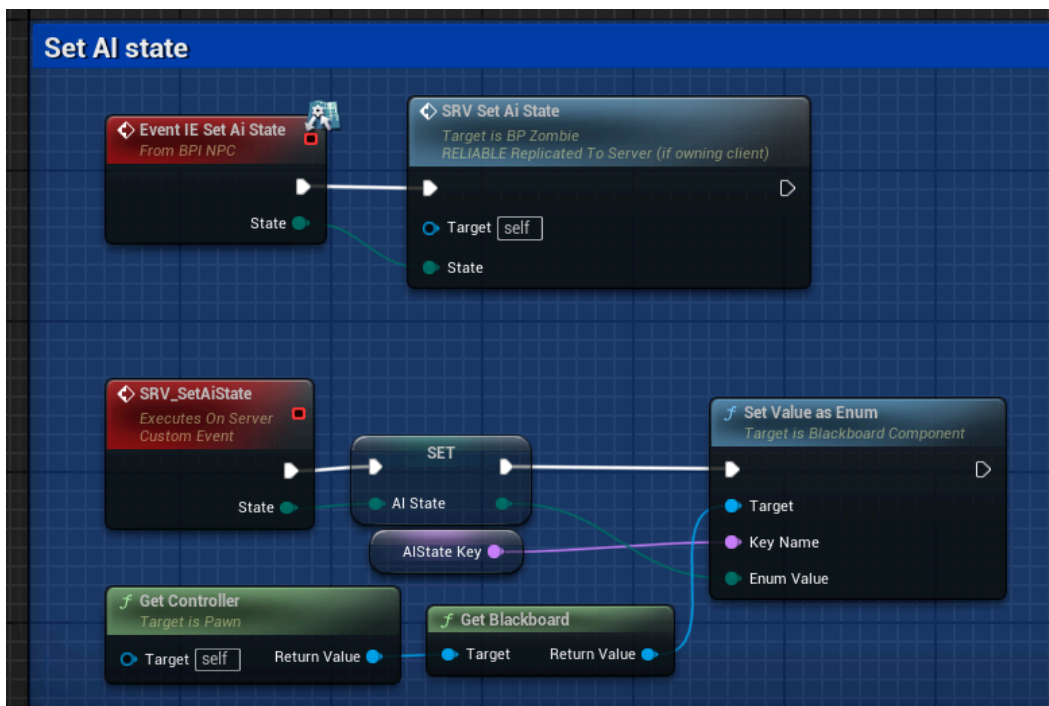 Set AI state
Event IE Set Ai State
From BPI NPC
State
SRV Set Ai State
Target is BP Zombie
RELIABLE Replicated To Server (if owning client)
Target self
State
SRV_SetAiState
Executes On Server
Custom Event
State
SET
AI State
AIState Key
Set Value as Enum
Target is Blackboard Component
Target
Key Name
Enum Value
f Get Controller
Target is Pawn
Target self Return Value
f Get Blackboard
Target Return Value